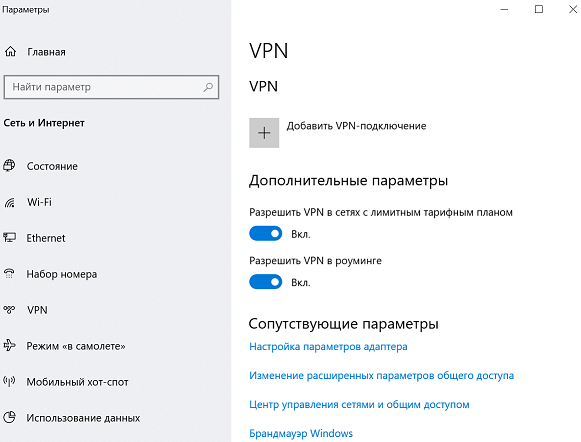 Параметры
Главная
Найти параметр
Сеть и Интернет
Состояние
Wi-Fi
Ethernet
Набор номера
VPN
Режим «в самолете»
Мобильный хот-спот
Использование данных
VPN
VPN
Добавить VPN-подключение
Дополнительные параметры
Разрешить VPN в сетях с лимитным тарифным планом
Вкл.
Разрешить VPN в роуминге
Вкл.
Сопутствующие параметры
Настройка параметров адаптера
Изменение расширенных параметров общего доступа
Центр управления сетями и общим доступом
Брандмауэр Windows